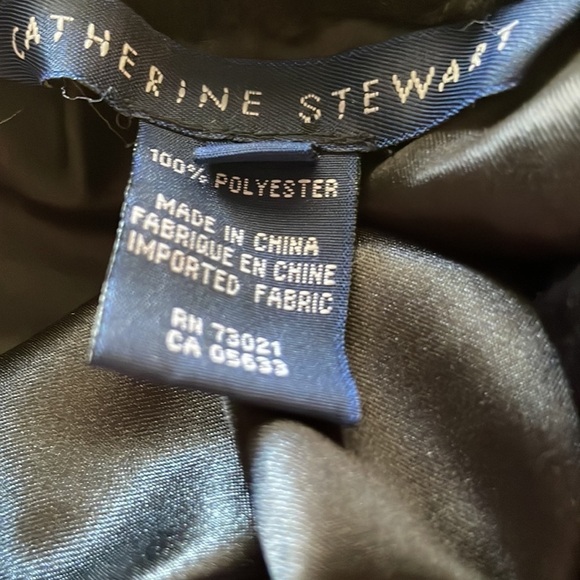 CATHERINE STEWART
100% POLYESTER
MADE IN CHINA
FABRIQUE EN CHINE
IMPORTED FABRIC
RN 73021
CA 05633